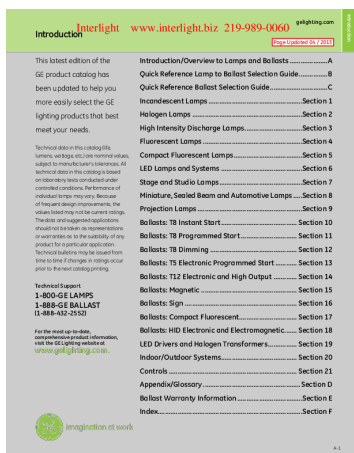 gelighting.com
Interlight www.interlight.biz 219-989-0060
Introduction
Page Updated 04 / 2013
Introduction
This latest edition of the
GE product catalog has
been updated to help you
more easily select the GE
lighting products that best
meet your needs.
Technical data in this catalog (life,
lumens, wattage, etc.) are nominal values,
subject to manufacturer's tolerances. All
technical data in this catalog is based
on laboratory tests conducted under
controlled conditions. Performance of
individual lamps may vary. Because
of frequent design improvements, the
values listed may not be current ratings.
The data and suggested applications
should not be taken as representations
or warranties as to the suitability of any
product for a particular application.
Technical bulletins may be issued from
time to time if changes in ratings occur
prior to the next catalog printing.
Technical Support
1-800-GE LAMPS
1-888-GE BALLAST
(1-888-432-2552)
For the most up-to-date,
comprehensive product information,
visit the GE Lighting website at
www.gelighting.com.
imagination at work
Introduction/Overview to Lamps and Ballasts ..................A
Quick Reference Lamp to Ballast Selection Guide.............B
Quick Reference Ballast Selection Guide...........................C
Incandescent Lamps ...........................................Section 1
Halogen Lamps ...................................................Section 2
High Intensity Discharge Lamps...........................Section 3
Fluorescent Lamps ..............................................Section 4
Compact Fluorescent Lamps................................Section 5
LED Lamps and Systems .....................................Section 6
Stage and Studio Lamps......................................Section 7
Miniature, Sealed Beam and Automotive Lamps .....Section 8
Projection Lamps ................................................Section 9
Ballasts: T8 Instant Start................................... Section 10
Ballasts: T8 Programmed Start.......................... Section 11
Ballasts: T8 Dimming ....................................... Section 12
Ballasts: T5 Electronic Programmed Start .......... Section 13
Ballasts: T12 Electronic and High Output ........... Section 14
Ballasts: Magnetic ............................................ Section 15
Ballasts: Sign ................................................... Section 16
Ballasts: Compact Fluorescent........................... Section 17
Ballasts: HID Electronic and Electromagnetic...... Section 18
LED Drivers and Halogen Transformers.............. Section 19
Indoor/Outdoor Systems................................... Section 20
Controls ........................................................... Section 21
Appendix/Glossary .............................................Section D
Ballast Warranty Information ..............................Section E
Index..................................................................Section F
A-1